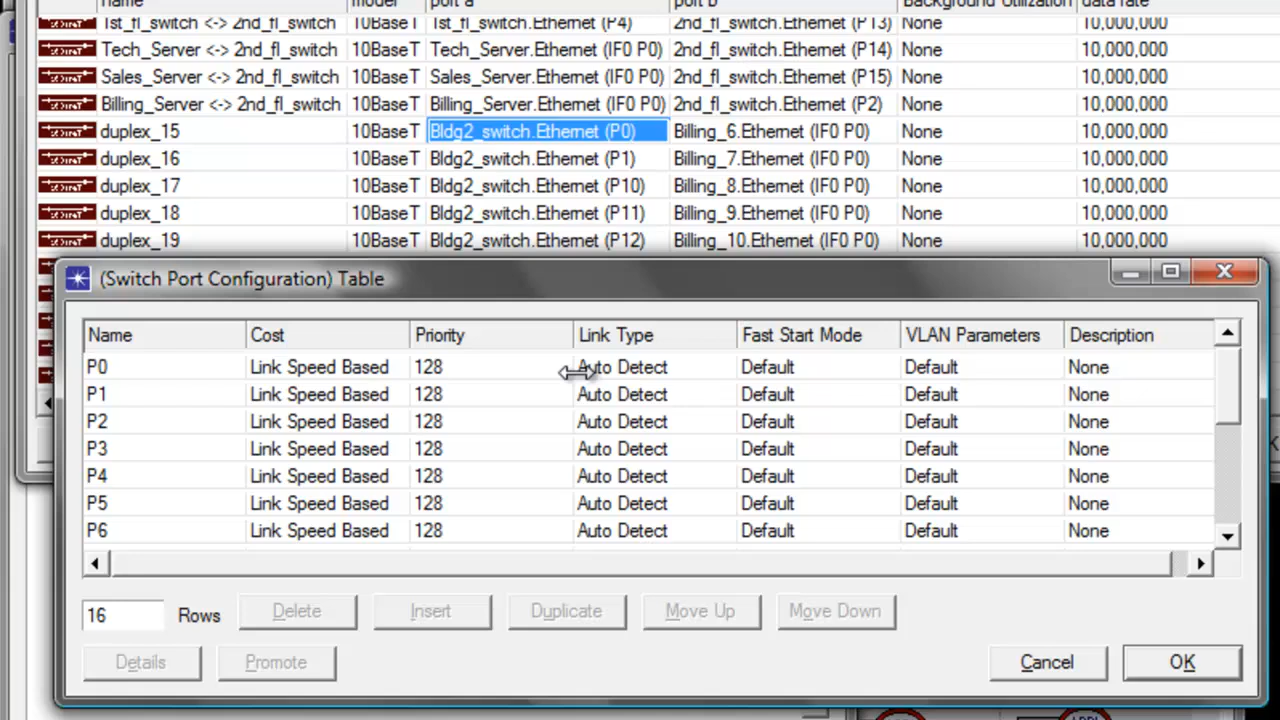 name model port a port b Background Utilization data rate
1st_fl_switch <-> 2nd_fl_switch 10BaseT 1st_fl_switch.Ethernet (P4) 2nd_fl_switch.Ethernet (P13) None 10,000,000
Tech_Server <-> 2nd_fl_switch 10BaseT Tech_Server.Ethernet (IF0 P0) 2nd_fl_switch.Ethernet (P14) None 10,000,000
Sales_Server <-> 2nd_fl_switch 10BaseT Sales_Server.Ethernet (IF0 P0) 2nd_fl_switch.Ethernet (P15) None 10,000,000
Billing_Server <-> 2nd_fl_switch 10BaseT Billing_Server.Ethernet (IF0 P0) 2nd_fl_switch.Ethernet (P2) None 10,000,000
duplex_15 10BaseT Bldg2_switch.Ethernet (P0) Billing_6.Ethernet (IF0 P0) None 10,000,000
duplex_16 10BaseT Bldg2_switch.Ethernet (P1) Billing_7.Ethernet (IF0 P0) None 10,000,000
duplex_17 10BaseT Bldg2_switch.Ethernet (P10) Billing_8.Ethernet (IF0 P0) None 10,000,000
duplex_18 10BaseT Bldg2_switch.Ethernet (P11) Billing_9.Ethernet (IF0 P0) None 10,000,000
duplex_19 10BaseT Bldg2_switch.Ethernet (P12) Billing_10.Ethernet (IF0 P0) None 10,000,000
(Switch Port Configuration) Table
Name Cost Priority Link Type Fast Start Mode VLAN Parameters Description
P0 Link Speed Based 128 Auto Detect Default Default None
P1 Link Speed Based 128 Auto Detect Default Default None
P2 Link Speed Based 128 Auto Detect Default Default None
P3 Link Speed Based 128 Auto Detect Default Default None
P4 Link Speed Based 128 Auto Detect Default Default None
P5 Link Speed Based 128 Auto Detect Default Default None
P6 Link Speed Based 128 Auto Detect Default Default None
16 Rows Delete Insert Duplicate Move Up Move Down
Details Promote Cancel OK